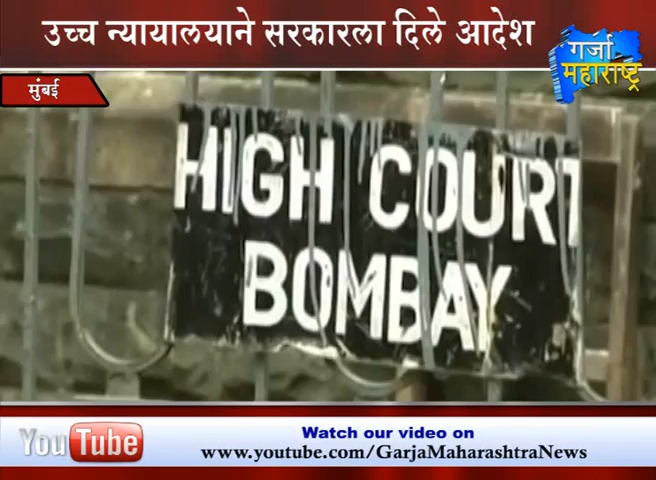 उच्च न्यायालयाने सरकारला दिले आदेश
गर्जा
महाराष्ट्र
मुंबई
HIGH COURT
BOMBAY
YouTube
Watch our video on
www.youtube.com/GarjaMaharashtraNews